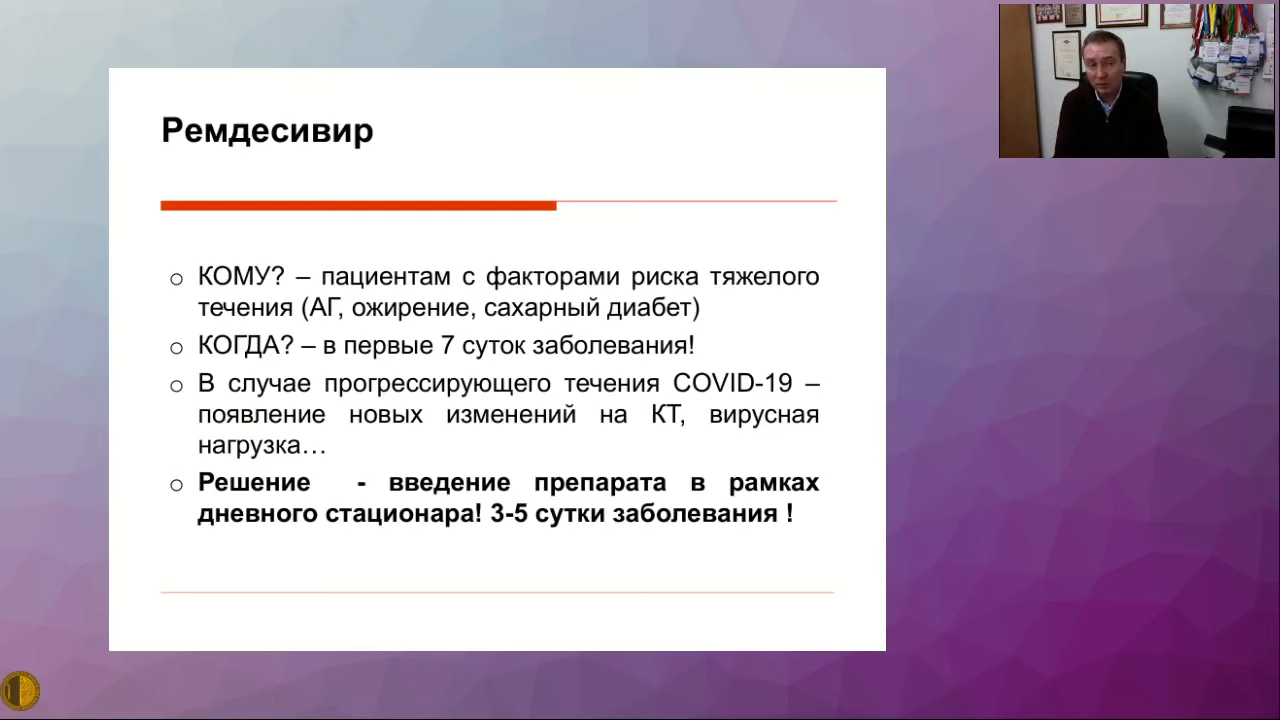 Ремдесивир
o КОМУ? – пациентам с факторами риска тяжелого
течения (АГ, ожирение, сахарный диабет)
o КОГДА? – в первые 7 суток заболевания!
o В случае прогрессирующего течения COVID-19 –
появление новых изменений на КТ, вирусная
нагрузка…
o Решение - введение препарата в рамках
дневного стационара! 3-5 сутки заболевания !